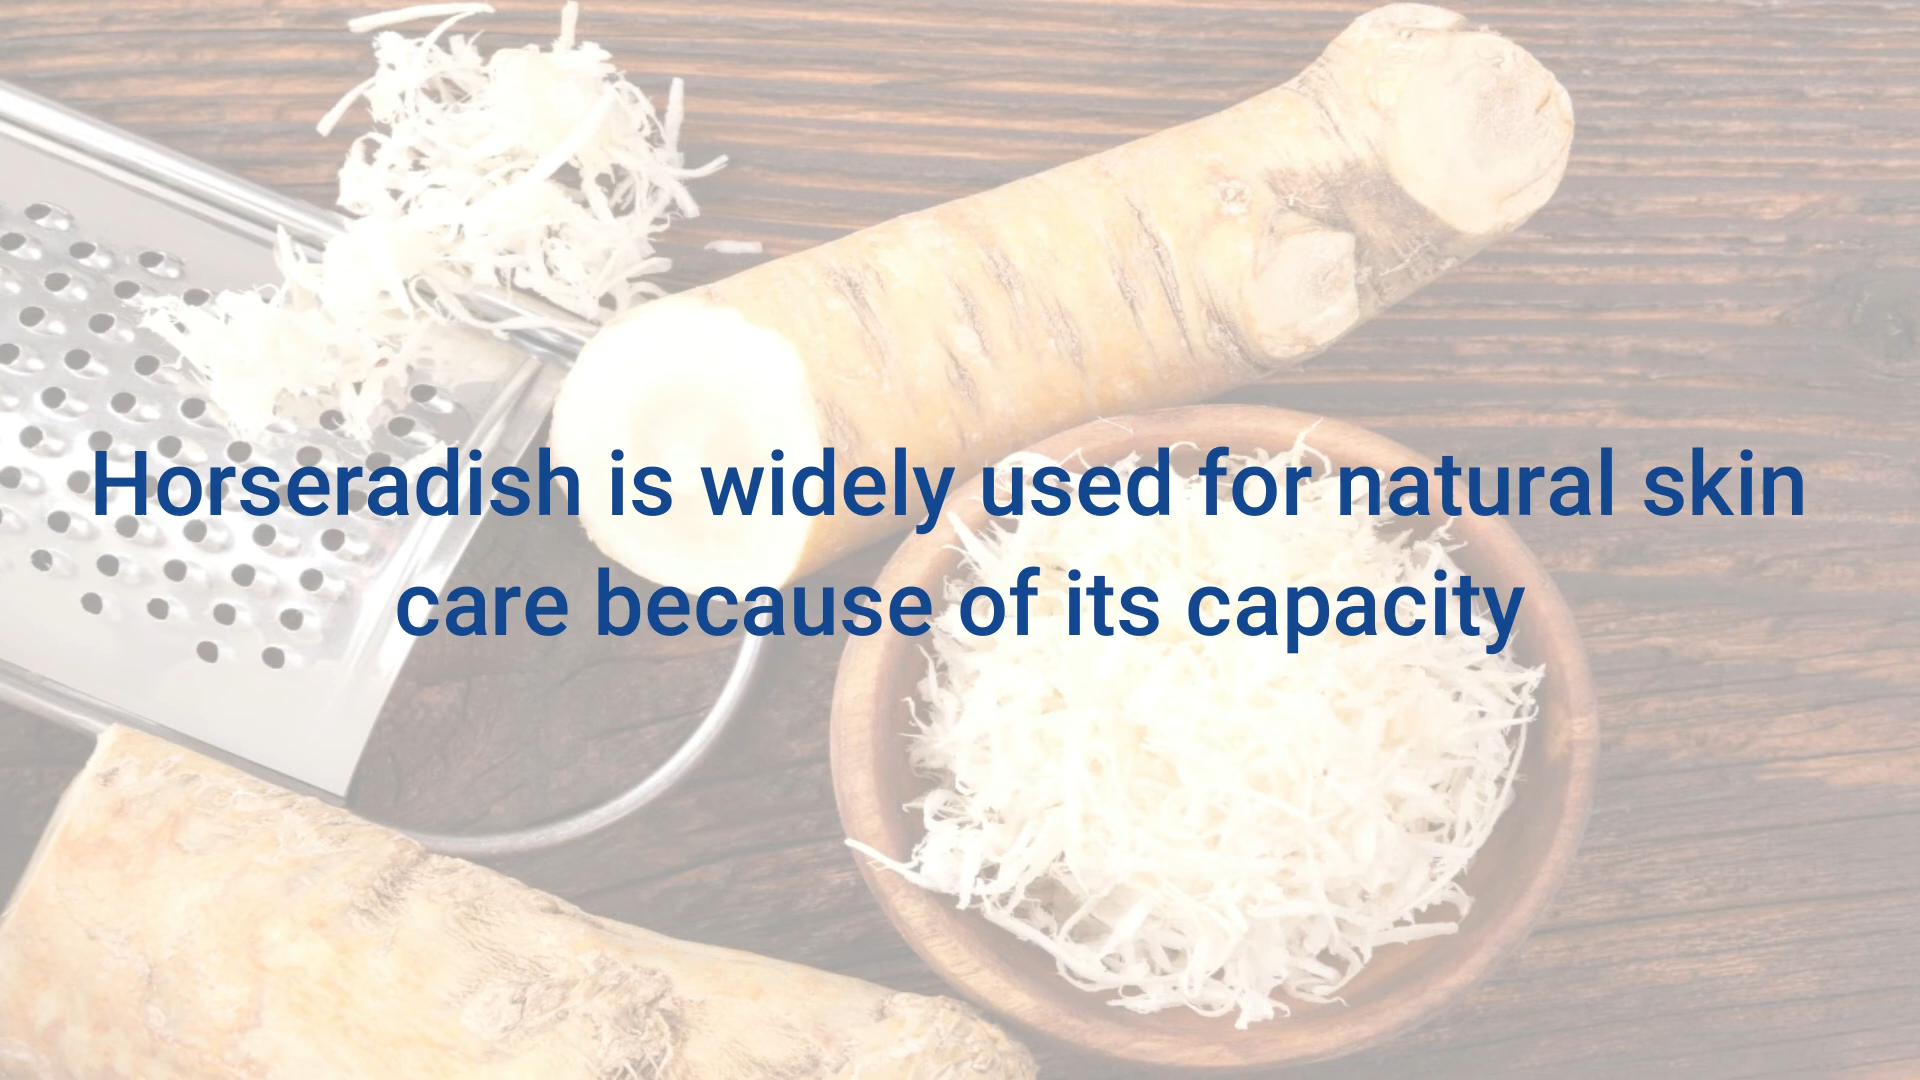 Horseradish is widely used for natural skin
care because of its capacity